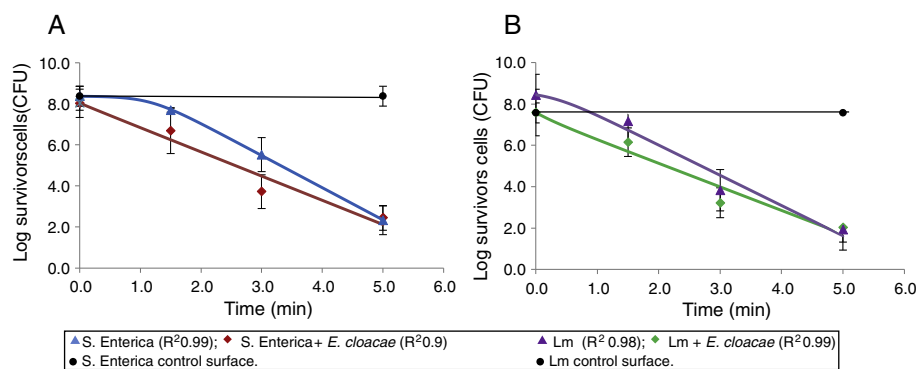 A
B
Log survivorscells(CFU)
10.0
8.0
6.0
4.0
2.0
0.0
0.0 1.0 2.0 3.0 4.0 5.0 6.0
Time (min)
Log survivors cells (CFU)
10.0
8.0
6.0
4.0
2.0
0.0
0.0 1.0 2.0 3.0 4.0 5.0 6.0
Time (min)
S. Enterica (R²0.99); S. Enterica+ E. cloacae (R²0.9)
S. Enterica control surface.
Lm (R² 0.98); Lm + E. cloacae (R²0.99)
Lm control surface.